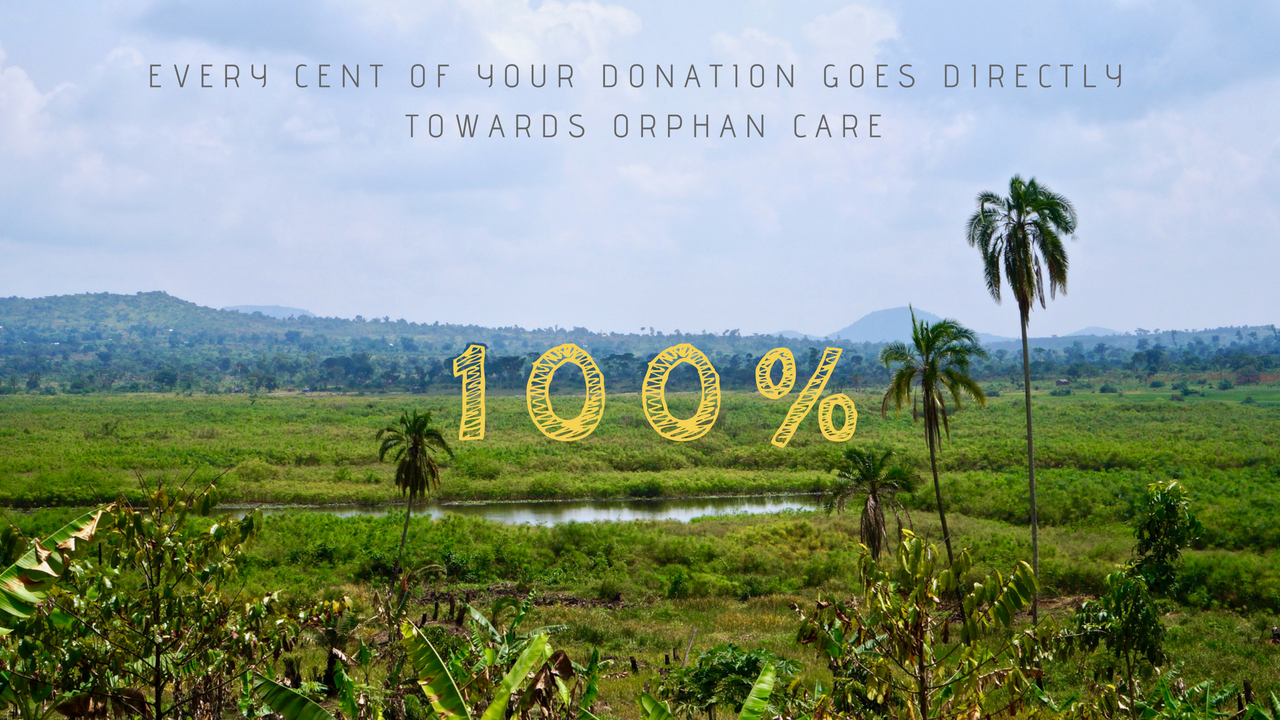 EVERY CENT OF YOUR DONATION GOES DIRECTLY
TOWARDS ORPHAN CARE
100%